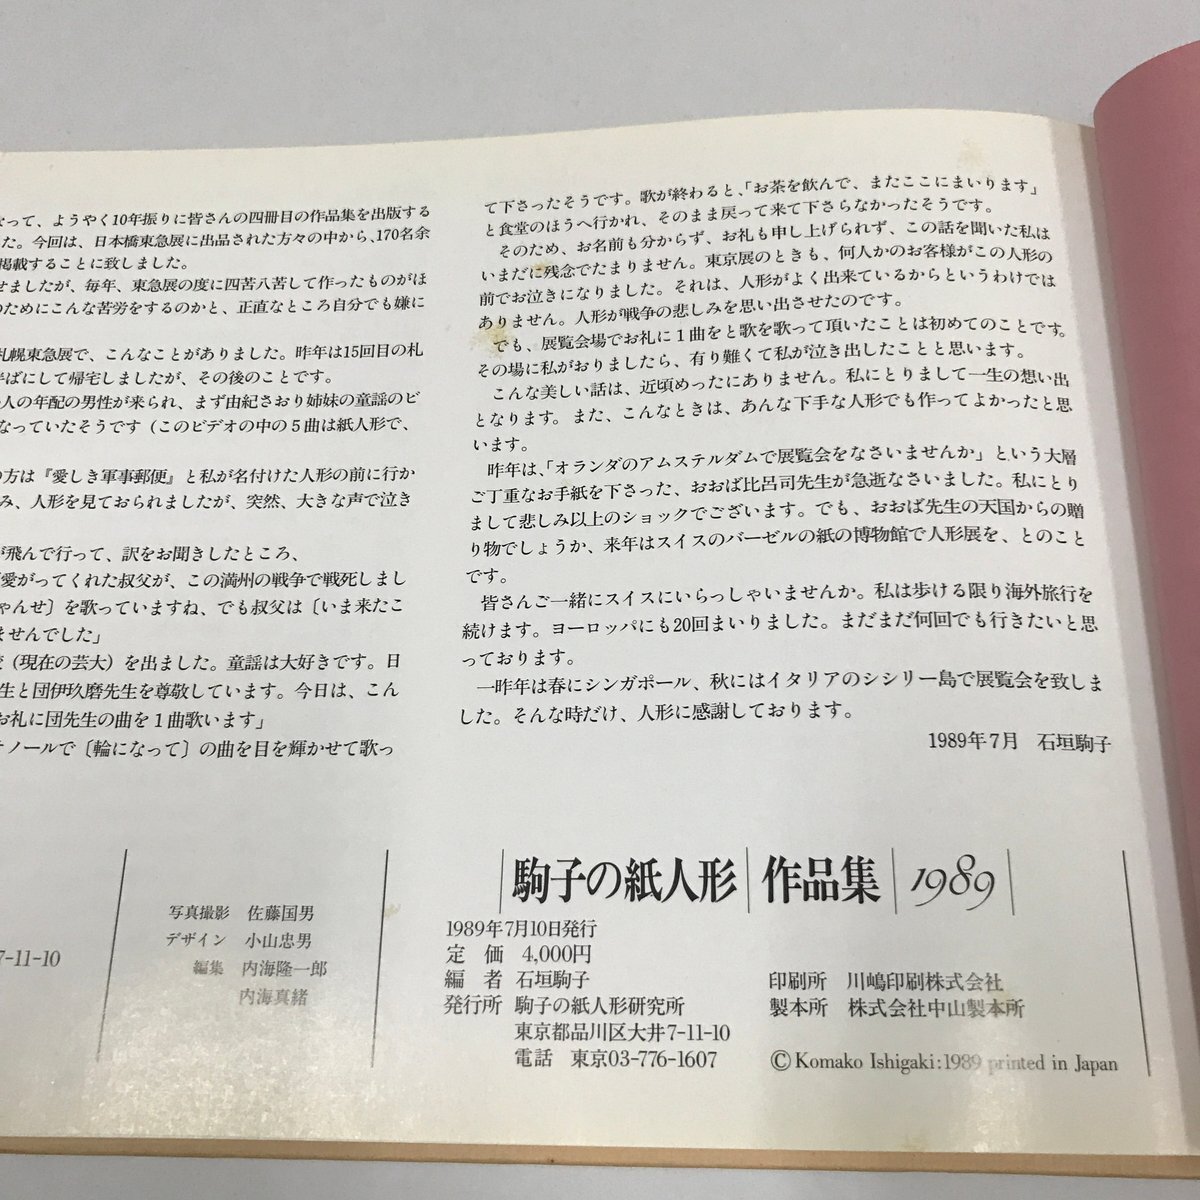 なって、ようやく10年振りに皆さんの四冊目の作品集を出版する
した。今回は、日本橋東急展に出品された方々の中から、170名余
掲載することに致しました。
せましたが、毎年、東急展の度に四苦八苦して作ったものがほ
のためにこんな苦労をするのかと、正直なところ自分でも嫌に
札幌東急展で、こんなことがありました。昨年は15回目の札
半ばにして帰宅しましたが、その後のことです。
人の年配の男性が来られ、まず由紀さおり姉妹の童謡のビ
なっていたそうです（このビデオの中の５曲は紙人形で、
の方は『愛しき軍事郵便』と私が名付けた人形の前に行か
み、人形を見ておられましたが、突然、大きな声で泣き
が飛んで行って、訳をお聞きしたところ、
愛がってくれた叔父が、この満州の戦争で戦死しまし
ゃんせ〕を歌っていますね、でも叔父は〔いま来たこ
ませんでした」
（現在の芸大）を出ました。童謡は大好きです。日
生と団伊玖磨先生を尊敬しています。今日は、こん
お礼に団先生の曲を１曲歌います」
ノールで〔輪になって〕の曲を目を輝かせて歌っ
て下さったそうです。歌が終わると、「お茶を飲んで、またここにまいります」
と食堂のほうへ行かれ、そのまま戻って来て下さらなかったそうです。
そのため、お名前も分からず、お礼も申し上げられず、この話を聞いた私は
いまだに残念でたまりません。東京展のときも、何人かのお客様がこの人形の
前でお泣きになりました。それは、人形がよく出来ているからというわけでは
ありません。人形が戦争の悲しみを思い出させたのです。
でも、展覧会場でお礼に１曲をと歌を歌って頂いたことは初めてのことです。
その場に私がおりましたら、有り難くて私が泣き出したことと思います。
こんな美しい話は、近頃めったにありません。私にとりまして一生の想い出
となります。また、こんなときは、あんな下手な人形でも作ってよかったと思
います。
昨年は、「オランダのアムステルダムで展覧会をなさいませんか」という大層
ご丁重なお手紙を下さった、おおば比呂司先生が急逝なさいました。私にとり
まして悲しみ以上のショックでございます。でも、おおば先生の天国からの贈
り物でしょうか、来年はスイスのバーゼルの紙の博物館で人形展を、とのこと
です。
皆さんご一緒にスイスにいらっしゃいませんか。私は歩ける限り海外旅行を
続けます。ヨーロッパにも20回まいりました。まだまだ何回でも行きたいと思
っております。
一昨年は春にシンガポール、秋にはイタリアのシシリー島で展覧会を致しま
した。そんな時だけ、人形に感謝しております。
1989年７月　石垣駒子
7-11-10
写真撮影　佐藤国男
デザイン　小山忠男
編集　内海隆一郎
内海真緒
駒子の紙人形 作品集 1989
1989年7月10日発行
定　価　4,000円
編　者　石垣駒子
発行所　駒子の紙人形研究所
東京都品川区大井7-11-10
電話　東京03-776-1607
印刷所　川嶋印刷株式会社
製本所　株式会社中山製本所
©Komako Ishigaki:1989 printed in Japan